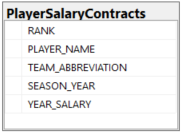 PlayerSalaryContracts
RANK
PLAYER_NAME
TEAM_ABBREVIATION
SEASON_YEAR
YEAR_SALARY